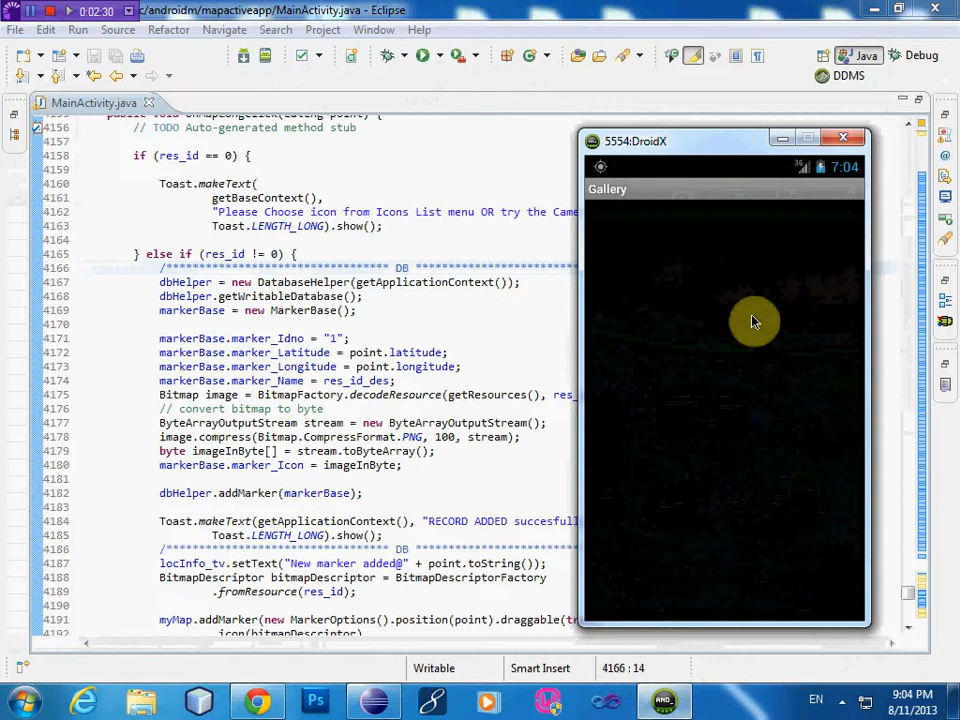 0:02:30
c/androidm/mapactiveapp/MainActivity.java - Eclipse
File Edit Run Source Refactor Navigate Search Project Window Help
Java Debug
DDMS
MainActivity.java
4156 // TODO Auto-generated method stub
4157
4158 if (res_id == 0) {
4159
4160 Toast.makeText(
4161 getBaseContext(),
4162 "Please Choose icon from Icons List menu OR try the Came
4163 Toast.LENGTH_LONG).show();
4164
4165 } else if (res_id != 0) {
4166 /********************************** DB **************************
4167 dbHelper = new DatabaseHelper(getApplicationContext());
4168 dbHelper.getWritableDatabase();
4169 markerBase = new MarkerBase();
4170
4171 markerBase.marker_Idno = "1";
4172 markerBase.marker_Latitude = point.latitude;
4173 markerBase.marker_Longitude = point.longitude;
4174 markerBase.marker_Name = res_id_des;
4175 Bitmap image = BitmapFactory.decodeResource(getResources(), res_
4176 // convert bitmap to byte
4177 ByteArrayOutputStream stream = new ByteArrayOutputStream();
4178 image.compress(Bitmap.CompressFormat.PNG, 100, stream);
4179 byte imageInByte[] = stream.toByteArray();
4180 markerBase.marker_Icon = imageInByte;
4181
4182 dbHelper.addMarker(markerBase);
4183
4184 Toast.makeText(getApplicationContext(), "RECORD ADDED succesfull
4185 Toast.LENGTH_LONG).show();
4186 /********************************** DB **************************
4187 locInfo_tv.setText("New marker added@" + point.toString());
4188 BitmapDescriptor bitmapDescriptor = BitmapDescriptorFactory
4189 .fromResource(res_id);
4190
4191 myMap.addMarker(new MarkerOptions().position(point).draggable(tr
4192 icon(bitmapDescriptor)
5554:DroidX
3G 7:04
Gallery
Writable Smart Insert 4166 : 14
EN
9:04 PM
8/11/2013